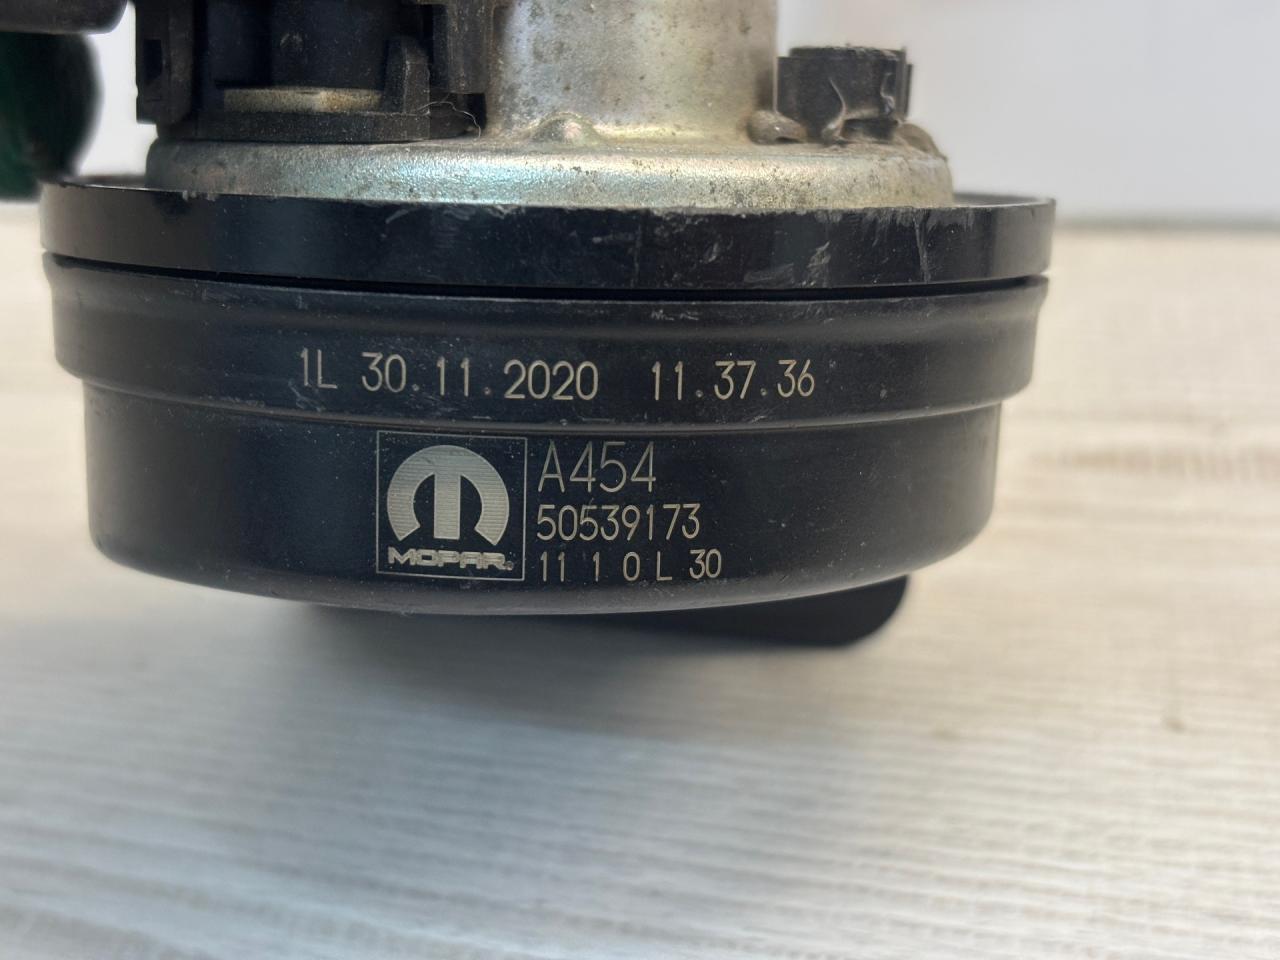 1L 30.11.2020 11.37.36
A454
50539173
MOPAR.
11 1 0 L 30